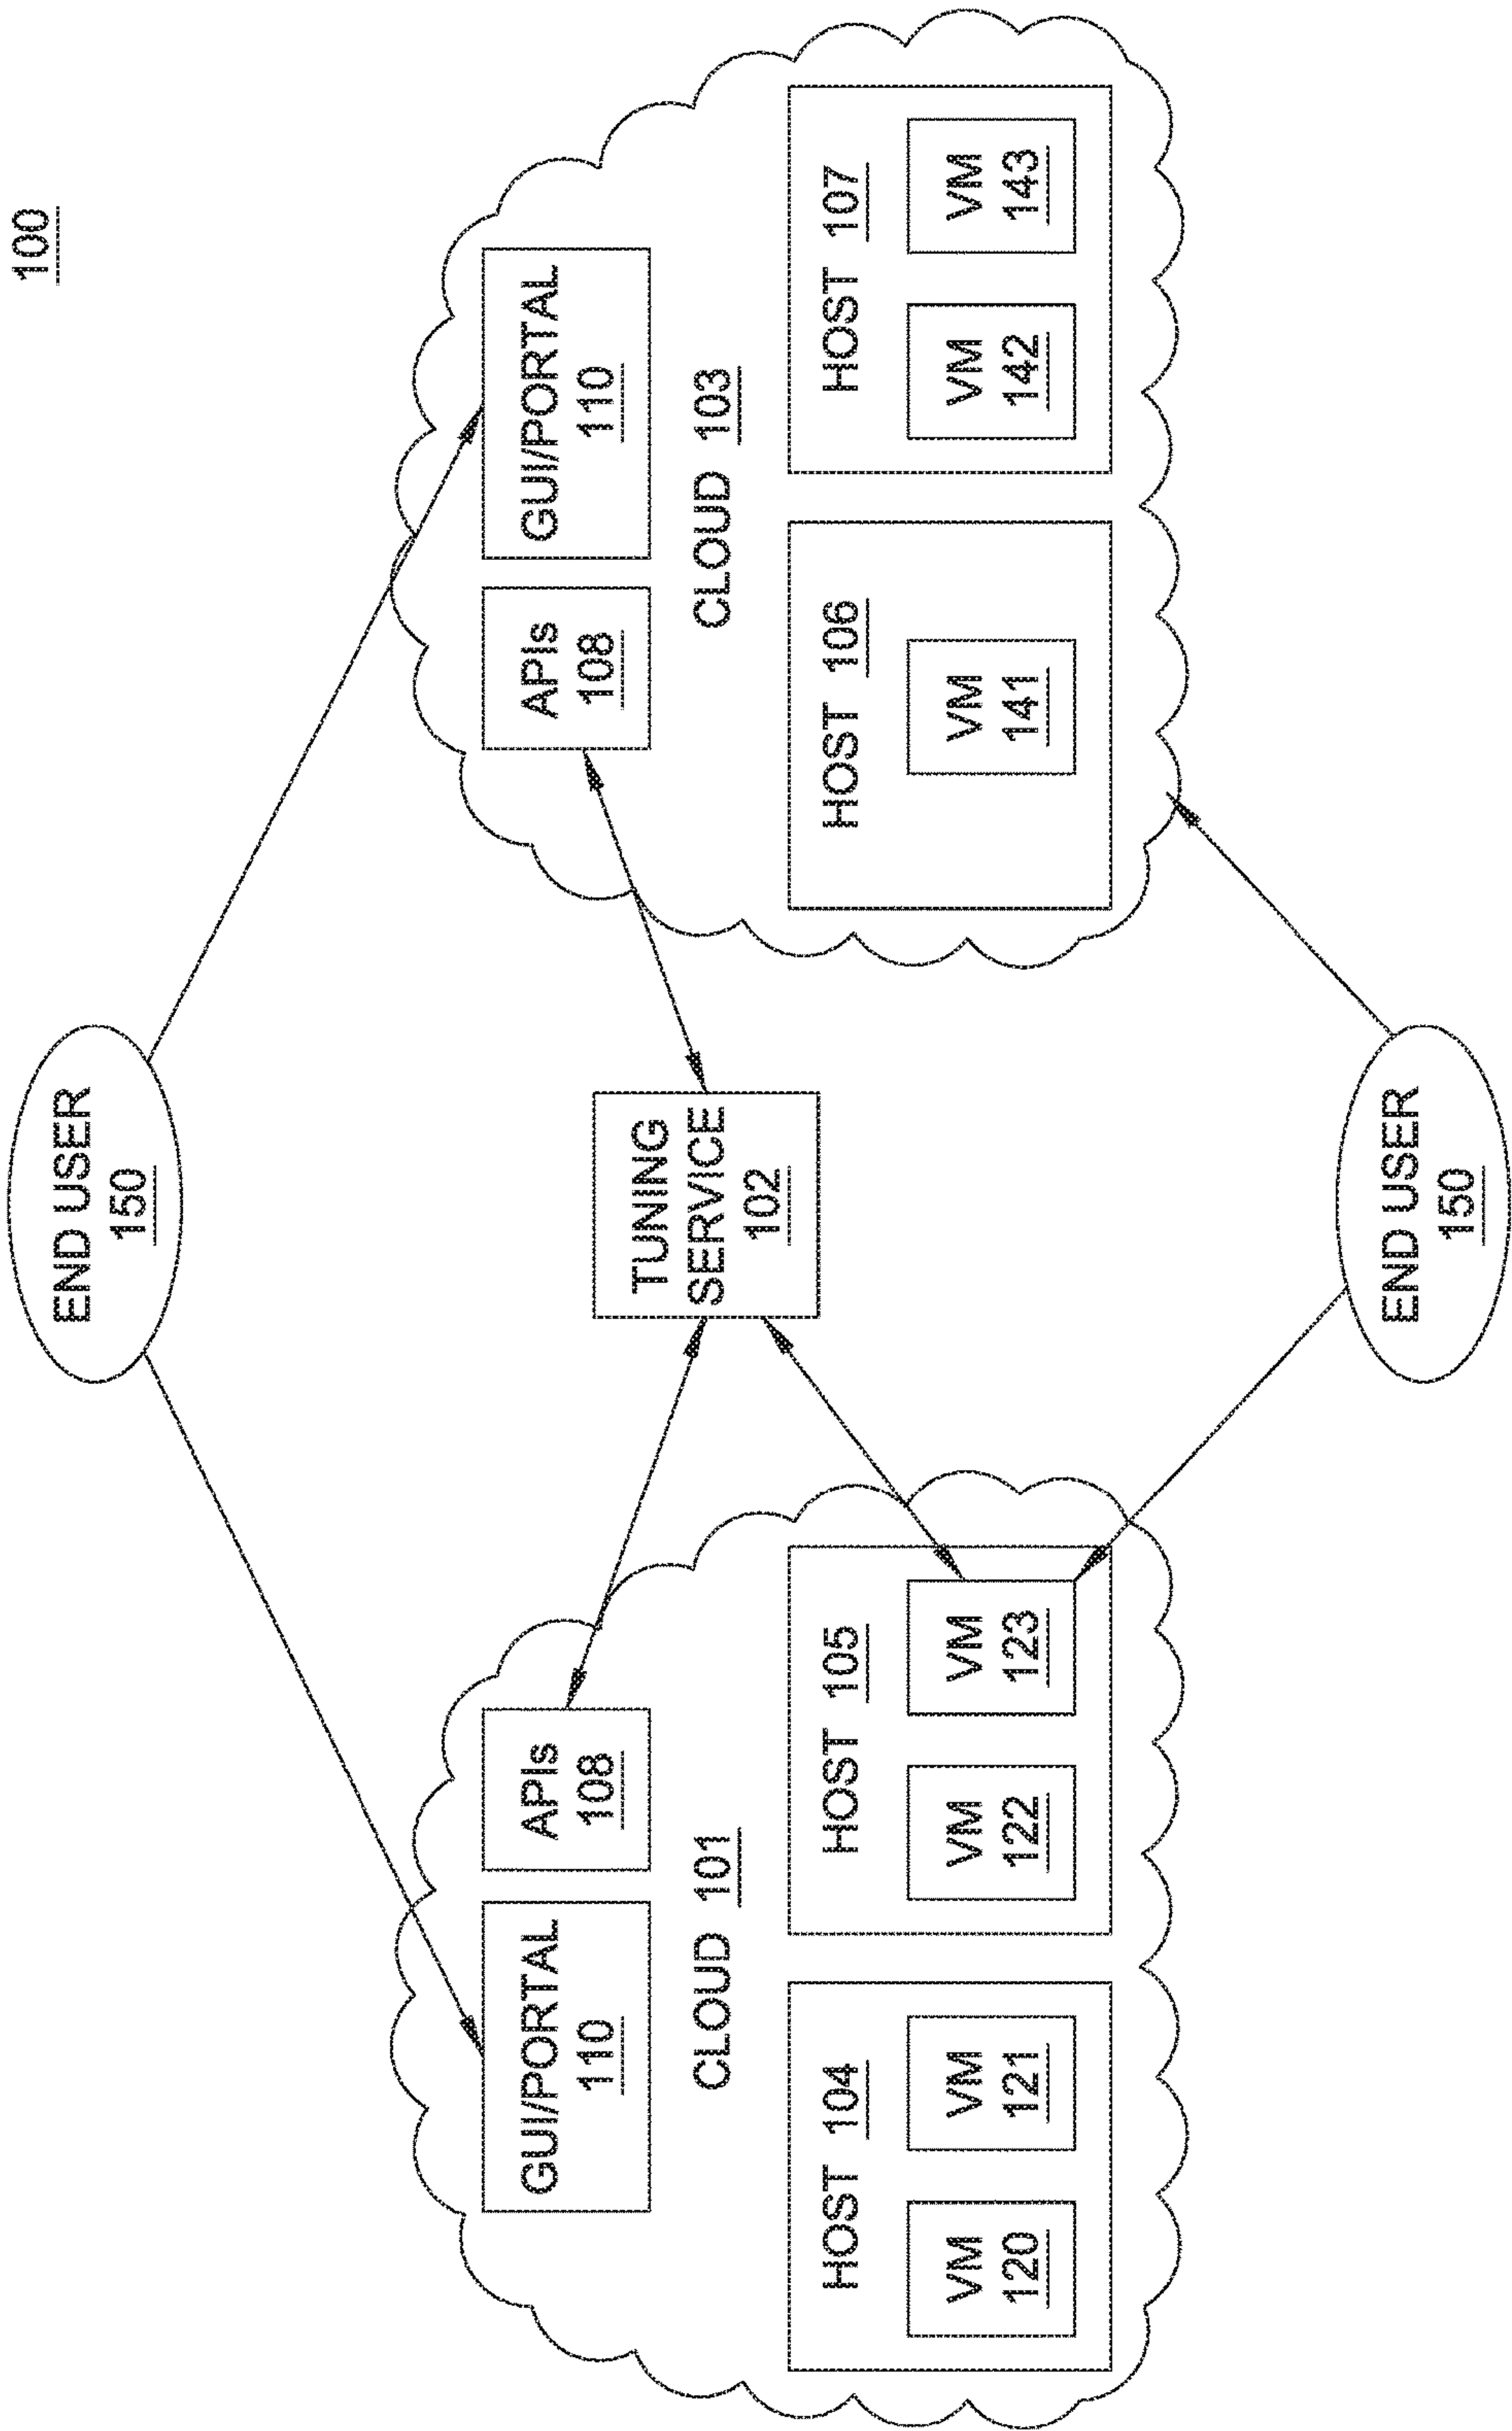 100
END USER
150
GUI/PORTAL
110
APIs
108
CLOUD 101
HOST 104
VM
120
VM
121
HOST 105
VM
122
VM
123
TUNING
SERVICE
102
APIs
108
GUI/PORTAL
110
CLOUD 103
HOST 106
VM
141
HOST 107
VM
142
VM
143
END USER
150